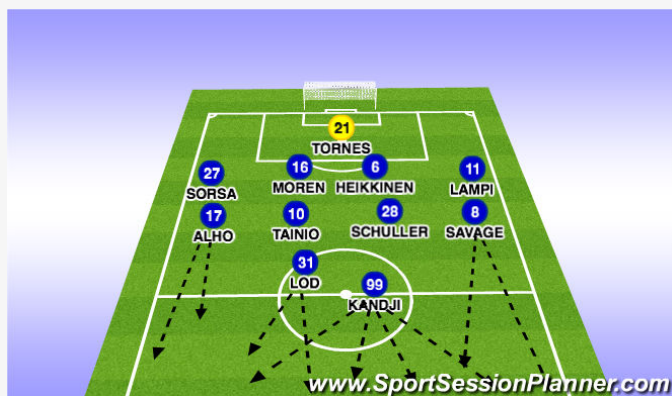 21
TORNES
27
SORSA
16
MOREN
6
HEIKKINEN
11
LAMPI
17
ALHO
10
TAINIO
28
SCHULLER
8
SAVAGE
31
LOD
99
KANDJI
www.SportSessionPlanner.com